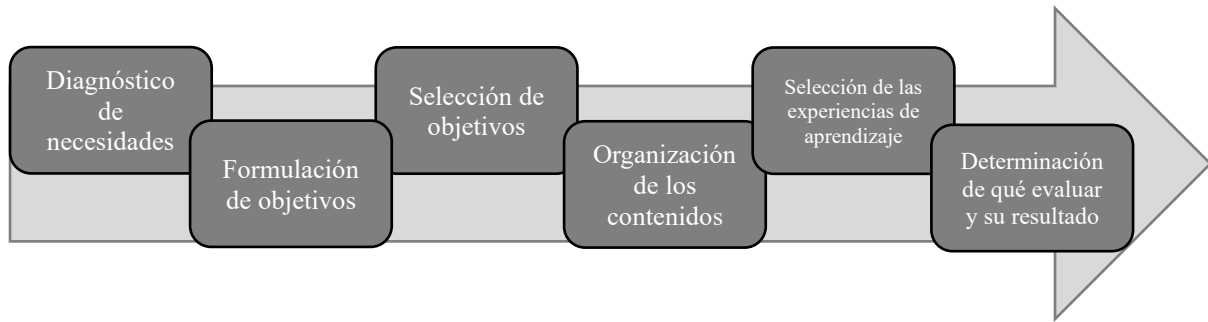 Diagnóstico
de
necesidades
Formulación
de objetivos
Selección de
objetivos
Organización
de los
contenidos
Selección de las
experiencias de
aprendizaje
Determinación
de qué evaluar
y su resultado